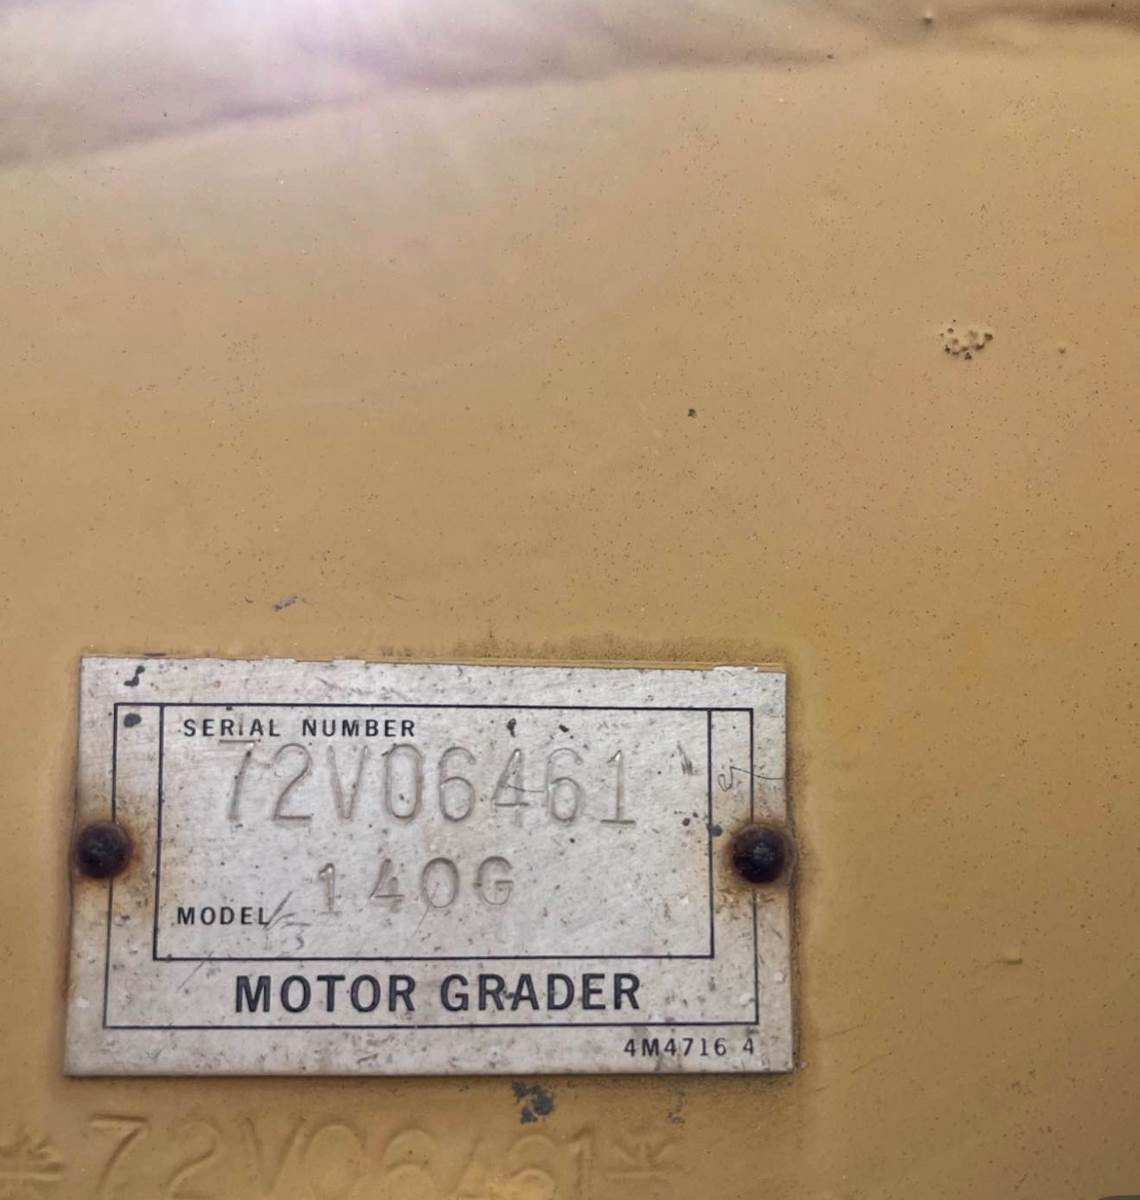 SERIAL NUMBER
72V06461
140G
MODEL
MOTOR GRADER
4M4716 4
*72V06461*